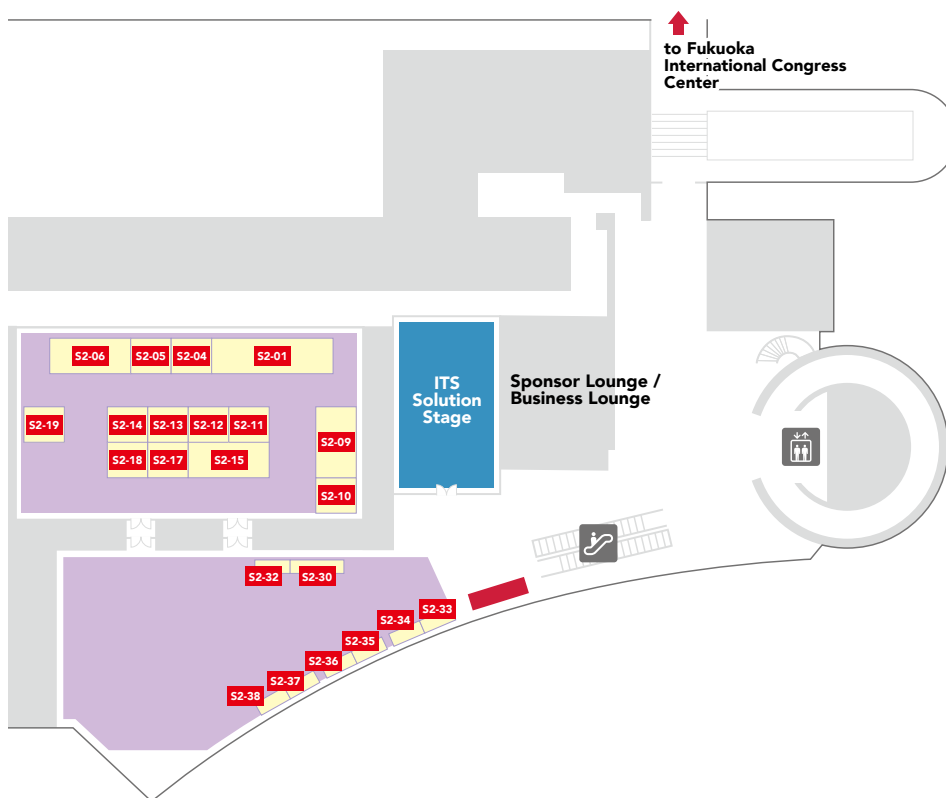 to Fukuoka
International Congress
Center
S2-06
S2-05
S2-04
S2-01
ITS
Solution
Stage
Sponsor Lounge /
Business Lounge
S2-19
S2-14
S2-13
S2-12
S2-11
S2-09
S2-18
S2-17
S2-15
S2-10
S2-32
S2-30
S2-33
S2-34
S2-35
S2-36
S2-37
S2-38